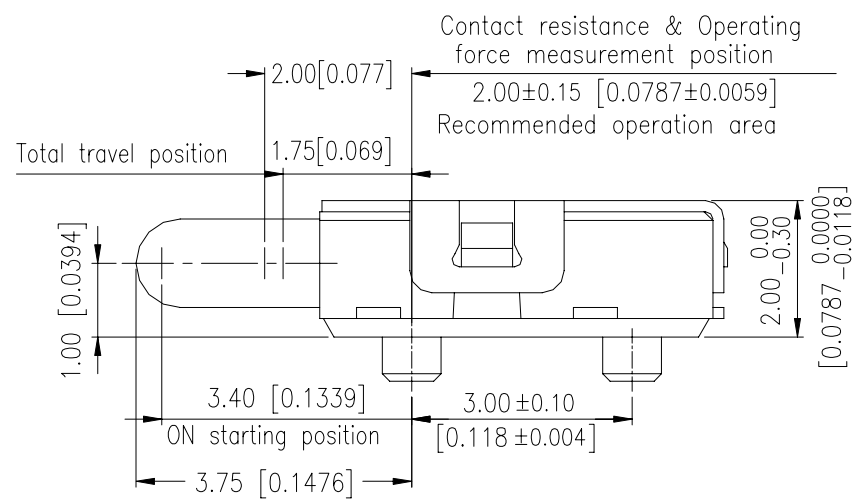 Contact resistance & Operating
force measurement position
2.00[0.077]
2.00±0.15 [0.0787±0.0059]
Recommended operation area
Total travel position
1.75[0.069]
1.00 [0.0394]
2.00 0.00 -0.30
[0.0787 0.0000 -0.0118]
3.40 [0.1339]
ON starting position
3.00±0.10
[0.118±0.004]
3.75 [0.1476]